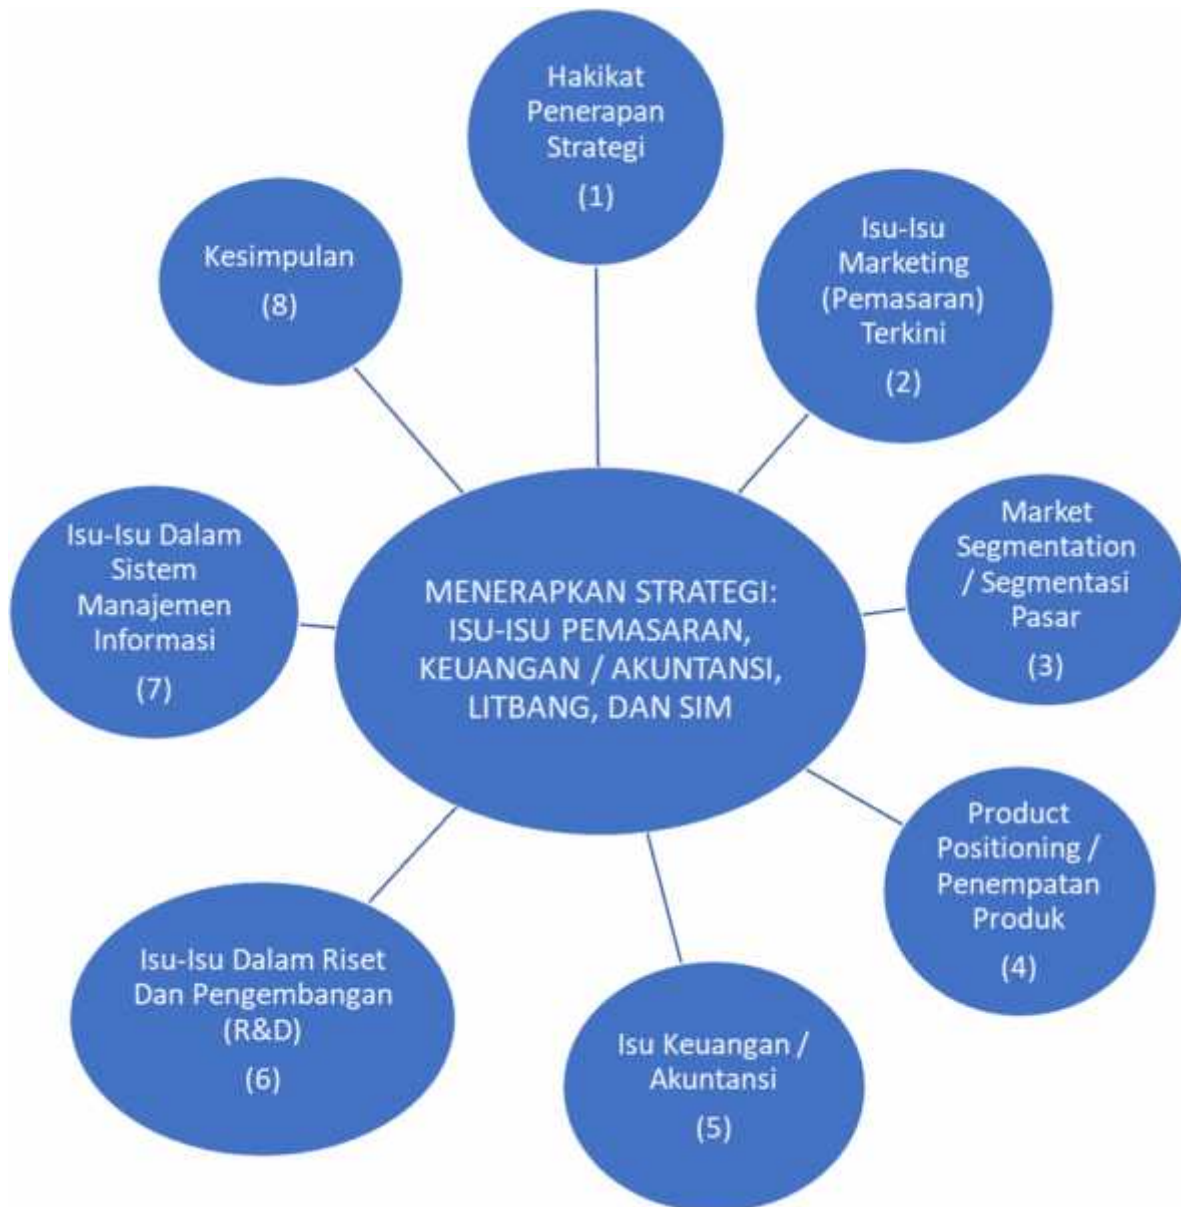 Hakikat
Penerapan
Strategi
(1)
Isu-Isu
Marketing
(Pemasaran)
Terkini
(2)
Market
Segmentation
/ Segmentasi
Pasar
(3)
Product
Positioning /
Penempatan
Produk
(4)
Isu Keuangan /
Akuntansi
(5)
Isu-Isu Dalam Riset
Dan Pengembangan
(R&D)
(6)
Isu-Isu Dalam
Sistem
Manajemen
Informasi
(7)
Kesimpulan
(8)
MENERAPKAN STRATEGI:
ISU-ISU PEMASARAN,
KEUANGAN / AKUNTANSI,
LITBANG, DAN SIM